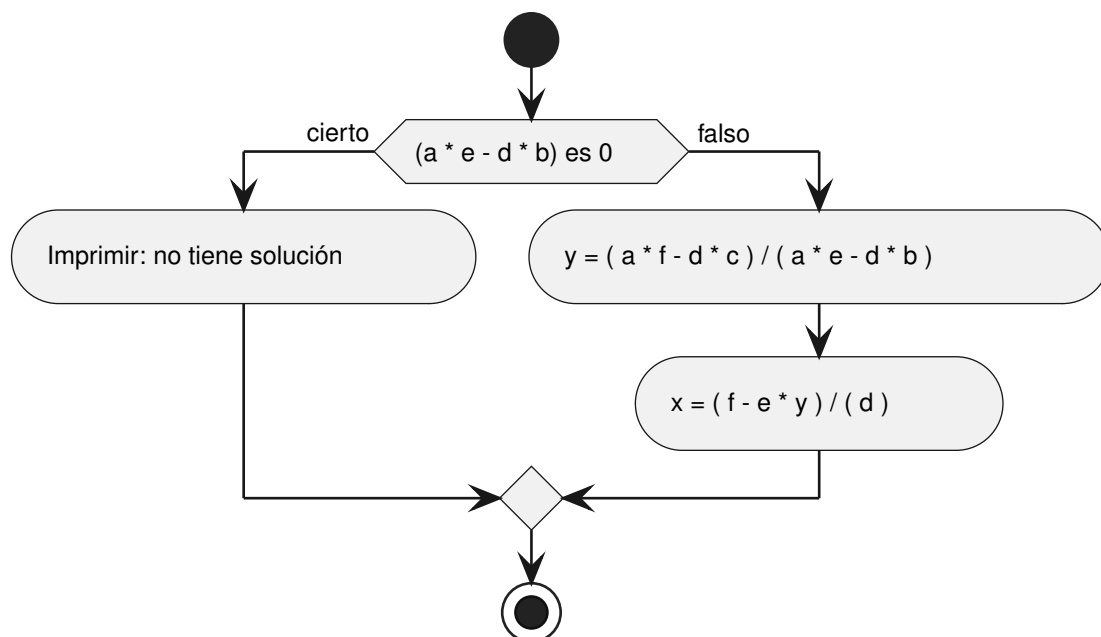 cierto
(a * e - d * b) es 0
falso
Imprimir: no tiene solución
y = ( a * f - d * c ) / ( a * e - d * b )
x = ( f - e * y ) / ( d )